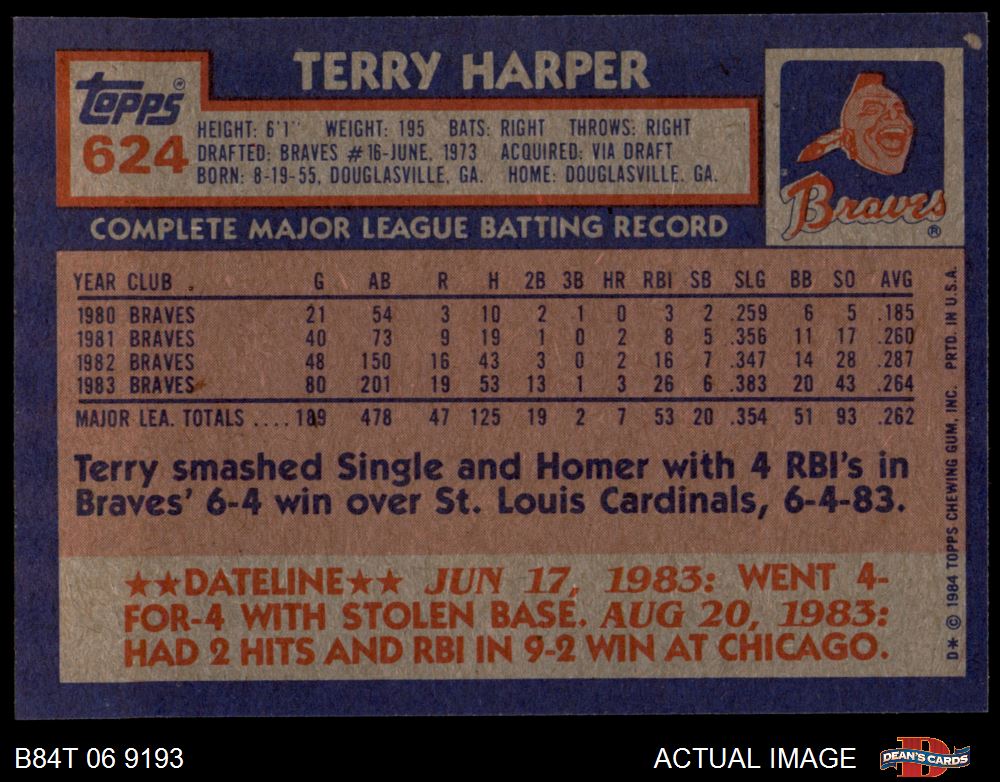 TERRY HARPER
Topps®
624
HEIGHT: 6'1" WEIGHT: 195 BATS: RIGHT THROWS: RIGHT
DRAFTED: BRAVES #16-JUNE, 1973 ACQUIRED: VIA DRAFT
BORN: 8-19-55, DOUGLASVILLE, GA. HOME: DOUGLASVILLE, GA.
Braves
®
COMPLETE MAJOR LEAGUE BATTING RECORD
YEAR CLUB G AB R H 2B 3B HR RBI SB SLG BB SO AVG
1980 BRAVES 21 54 3 10 2 1 0 3 2 .259 6 5 .185
1981 BRAVES 40 73 9 19 1 0 2 8 5 .356 11 17 .260
1982 BRAVES 48 150 16 43 3 0 2 16 7 .347 14 28 .287
1983 BRAVES 80 201 19 53 13 1 3 26 6 .383 20 43 .264
MAJOR LEA. TOTALS .... 189 478 47 125 19 2 7 53 20 .354 51 93 .262
Terry smashed Single and Homer with 4 RBI's in
Braves' 6-4 win over St. Louis Cardinals, 6-4-83.
★★DATELINE★★ JUN 17, 1983: WENT 4-
FOR-4 WITH STOLEN BASE. AUG 20, 1983:
HAD 2 HITS AND RBI IN 9-2 WIN AT CHICAGO.
D* © 1984 TOPPS CHEWING GUM, INC. PRTD. IN U.S.A.
B84T 06 9193
ACTUAL IMAGE
DEAN'S CARDS